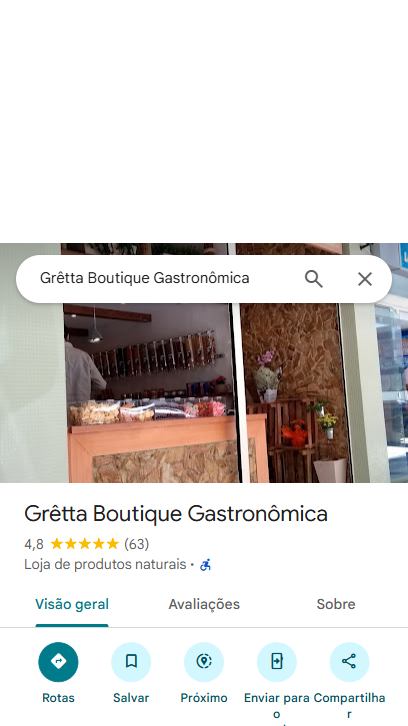 Grêtta Boutique Gastronômica
Grêtta Boutique Gastronômica
4,8 (63)
Loja de produtos naturais ·
Visão geral Avaliações Sobre
Rotas Salvar Próximo Enviar para Compartilha
o r